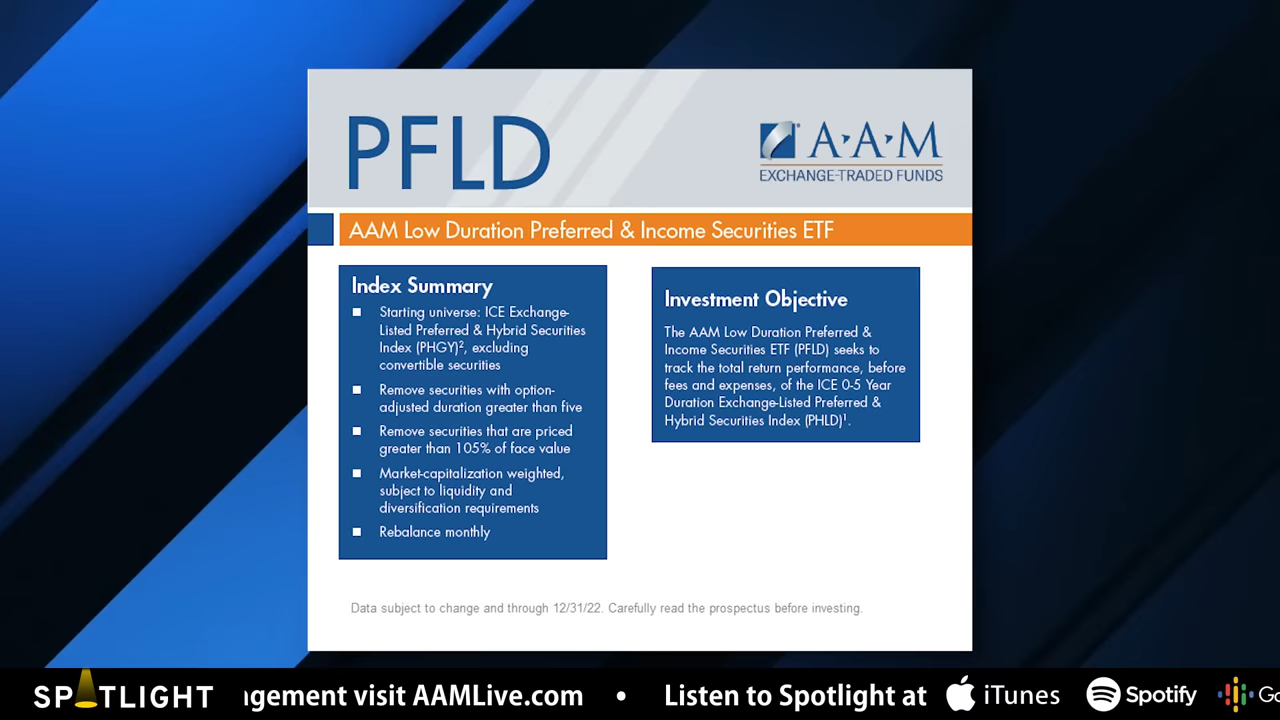 PFLD
A·A·M
EXCHANGE-TRADED FUNDS
AAM Low Duration Preferred & Income Securities ETF
Index Summary
■ Starting universe: ICE Exchange-
Listed Preferred & Hybrid Securities
Index (PHGY)², excluding
convertible securities
■ Remove securities with option-
adjusted duration greater than five
■ Remove securities that are priced
greater than 105% of face value
■ Market-capitalization weighted,
subject to liquidity and
diversification requirements
■ Rebalance monthly
Investment Objective
The AAM Low Duration Preferred &
Income Securities ETF (PFLD) seeks to
track the total return performance, before
fees and expenses, of the ICE 0-5 Year
Duration Exchange-Listed Preferred &
Hybrid Securities Index (PHLD)¹.
Data subject to change and through 12/31/22. Carefully read the prospectus before investing.
SPOTLIGHT
agement visit AAMLive.com • Listen to Spotlight at iTunes Spotify Go